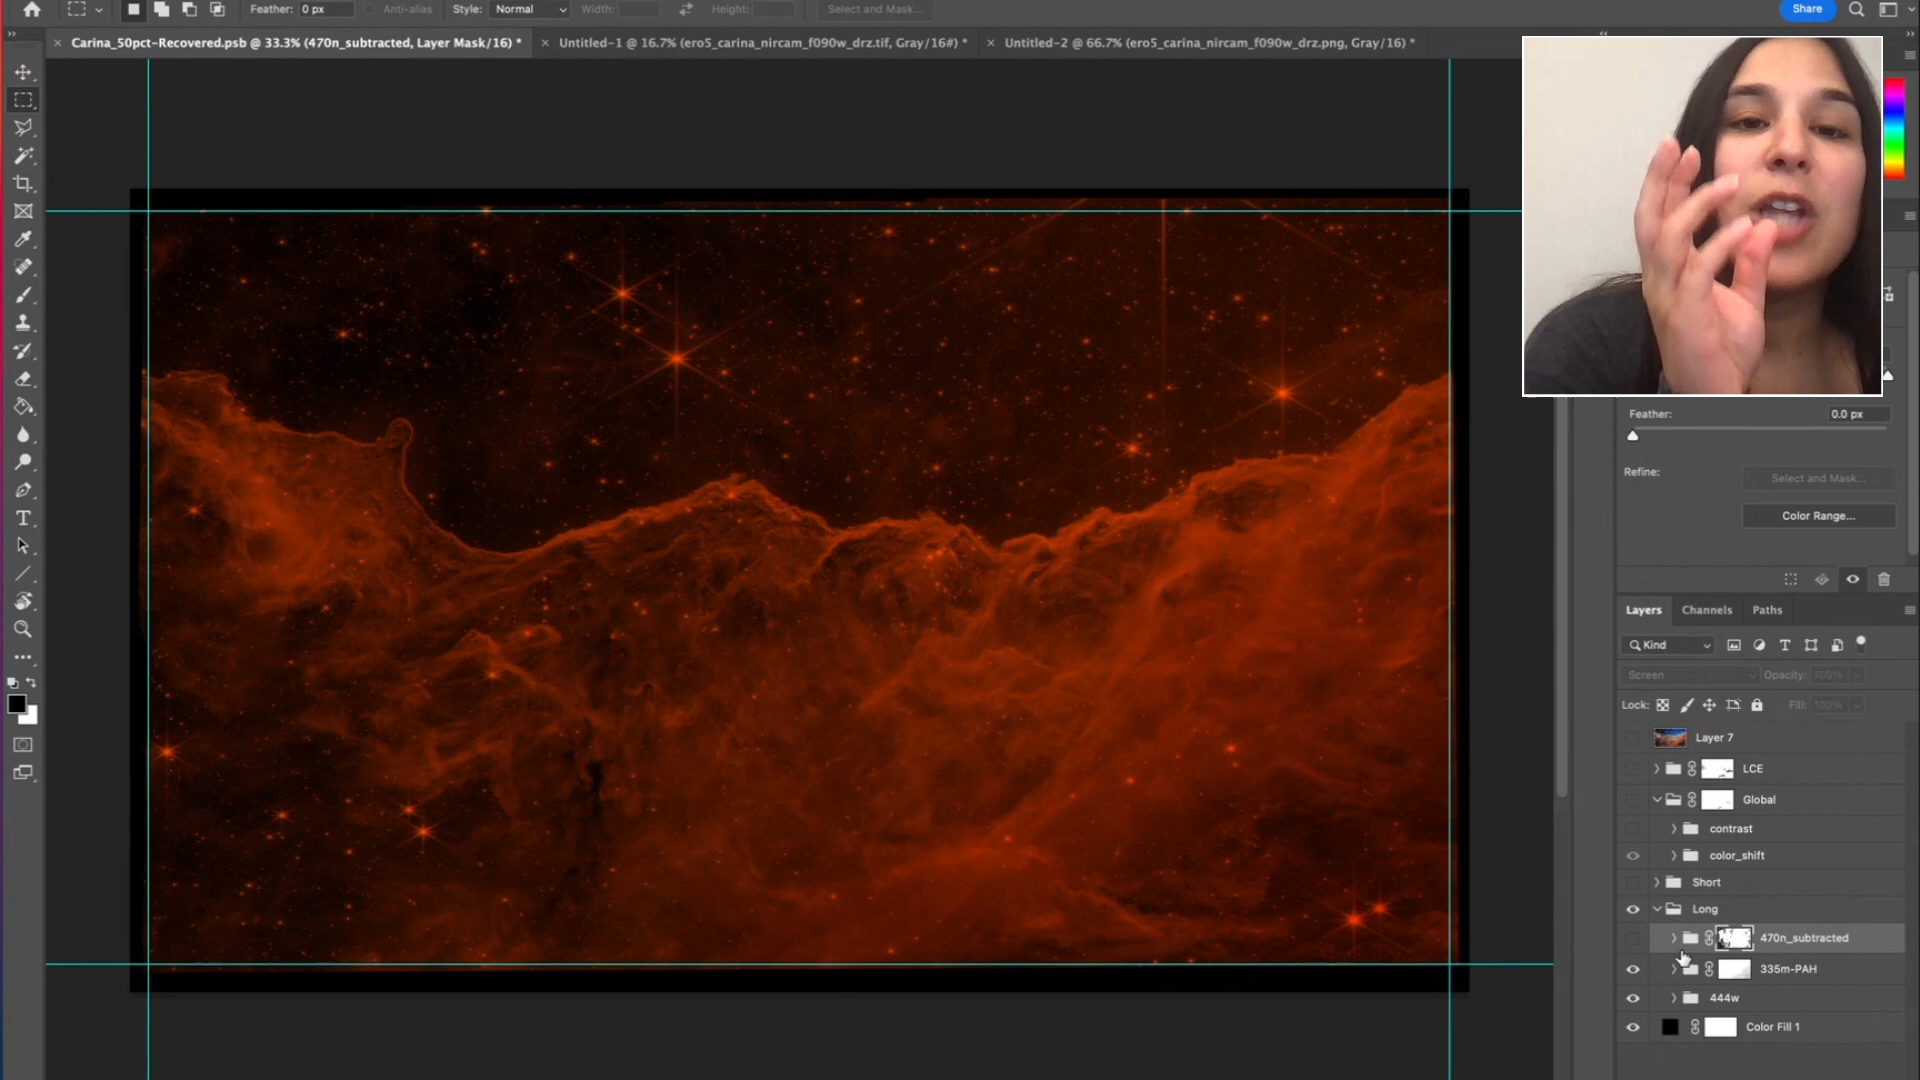 Feather: 0 px Anti-alias Style: Normal Width: Height: Select and Mask... Share
Carina_50pct-Recovered.psb @ 33.3% (470n_subtracted, Layer Mask/16) * Untitled-1 @ 16.7% (ero5_carina_nircam_f090w_drz.tif, Gray/16#) * Untitled-2 @ 66.7% (ero5_carina_nircam_f090w_drz.png, Gray/16) *
Feather: 0.0 px
Refine: Select and Mask...
Color Range...
Layers Channels Paths
Kind
Screen Opacity: 100%
Lock: Fill: 100%
Layer 7
LCE
Global
contrast
color_shift
Short
Long
470n_subtracted
335m-PAH
444w
Color Fill 1